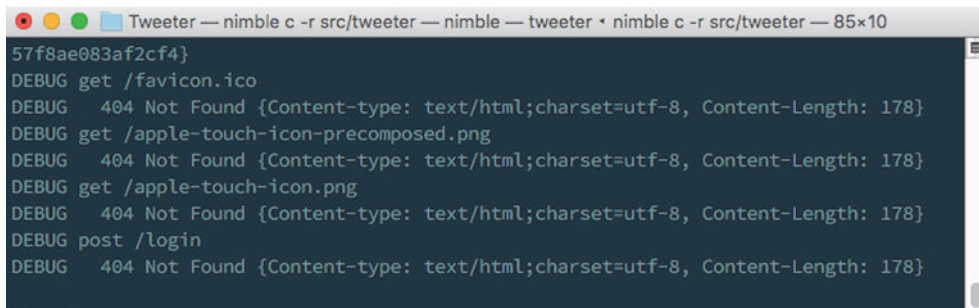 Tweeter — nimble c -r src/tweeter — nimble — tweeter ◂ nimble c -r src/tweeter — 85×10
57f8ae083af2cf4}
DEBUG get /favicon.ico
DEBUG   404 Not Found {Content-type: text/html;charset=utf-8, Content-Length: 178}
DEBUG get /apple-touch-icon-precomposed.png
DEBUG   404 Not Found {Content-type: text/html;charset=utf-8, Content-Length: 178}
DEBUG get /apple-touch-icon.png
DEBUG   404 Not Found {Content-type: text/html;charset=utf-8, Content-Length: 178}
DEBUG post /login
DEBUG   404 Not Found {Content-type: text/html;charset=utf-8, Content-Length: 178}